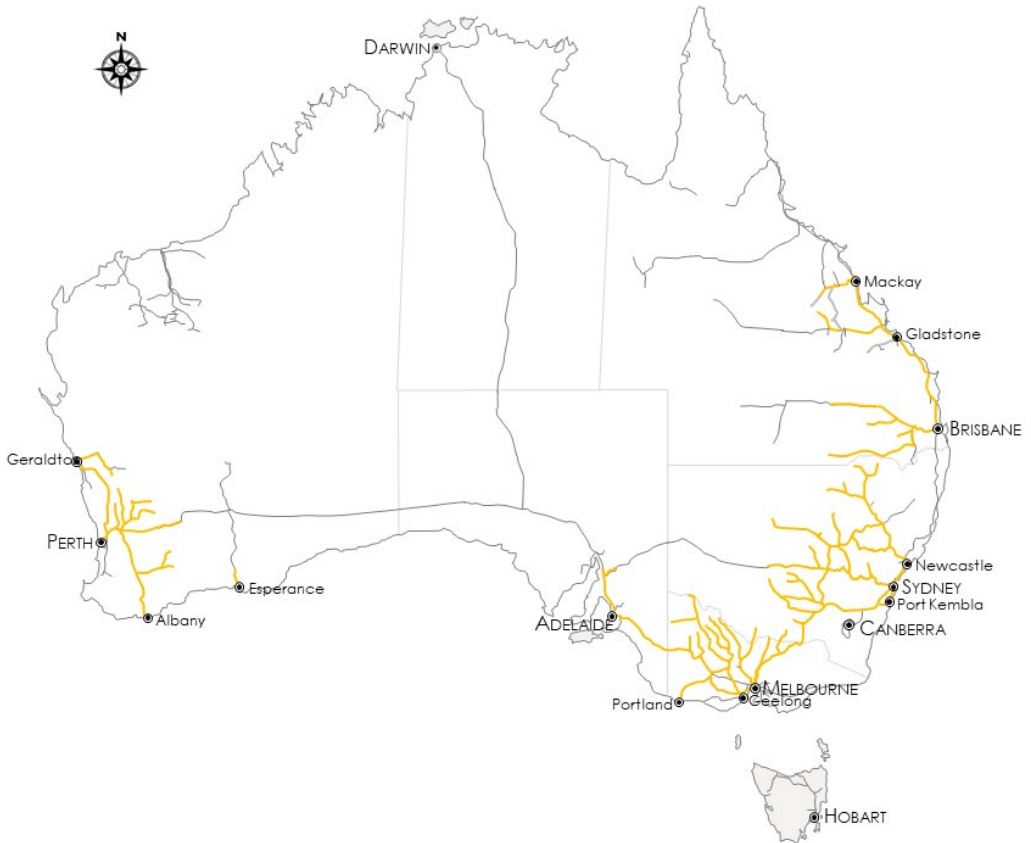 N
DARWIN
Mackay
Gladstone
BRISBANE
Geraldto
PERTH
Newcastle
SYDNEY
Esperance
Port Kembla
Albany
ADELAIDE
CANBERRA
MELBOURNE
Geelong
Portland
HOBART